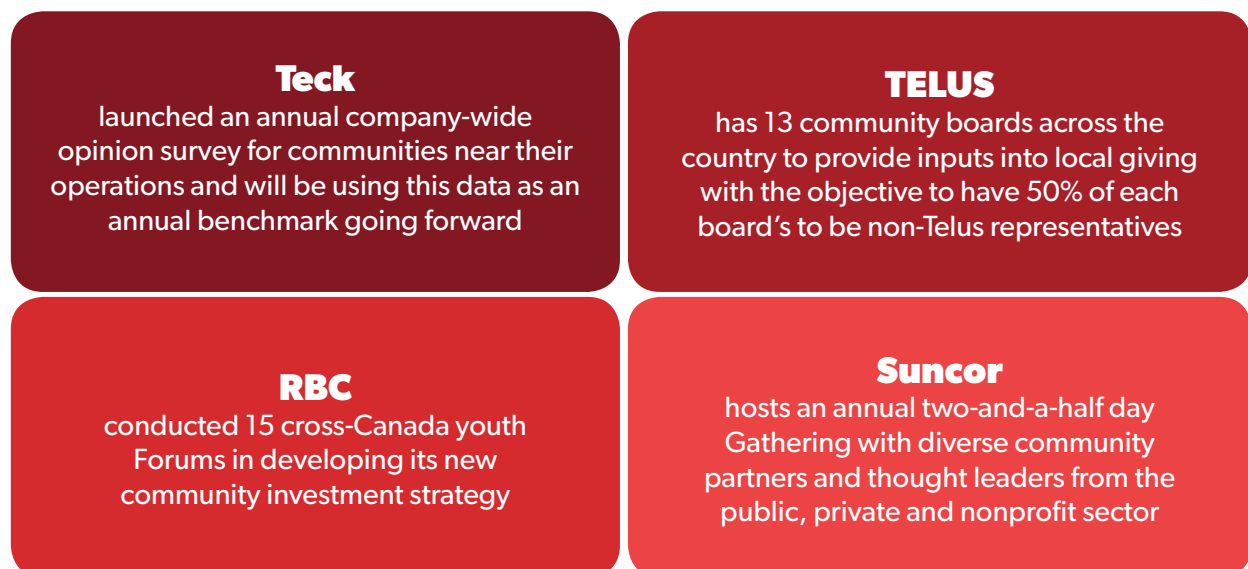 Teck
launched an annual company-wide
opinion survey for communities near their
operations and will be using this data as an
annual benchmark going forward
TELUS
has 13 community boards across the
country to provide inputs into local giving
with the objective to have 50% of each
board's to be non-Telus representatives
RBC
conducted 15 cross-Canada youth
Forums in developing its new
community investment strategy
Suncor
hosts an annual two-and-a-half day
Gathering with diverse community
partners and thought leaders from the
public, private and nonprofit sector